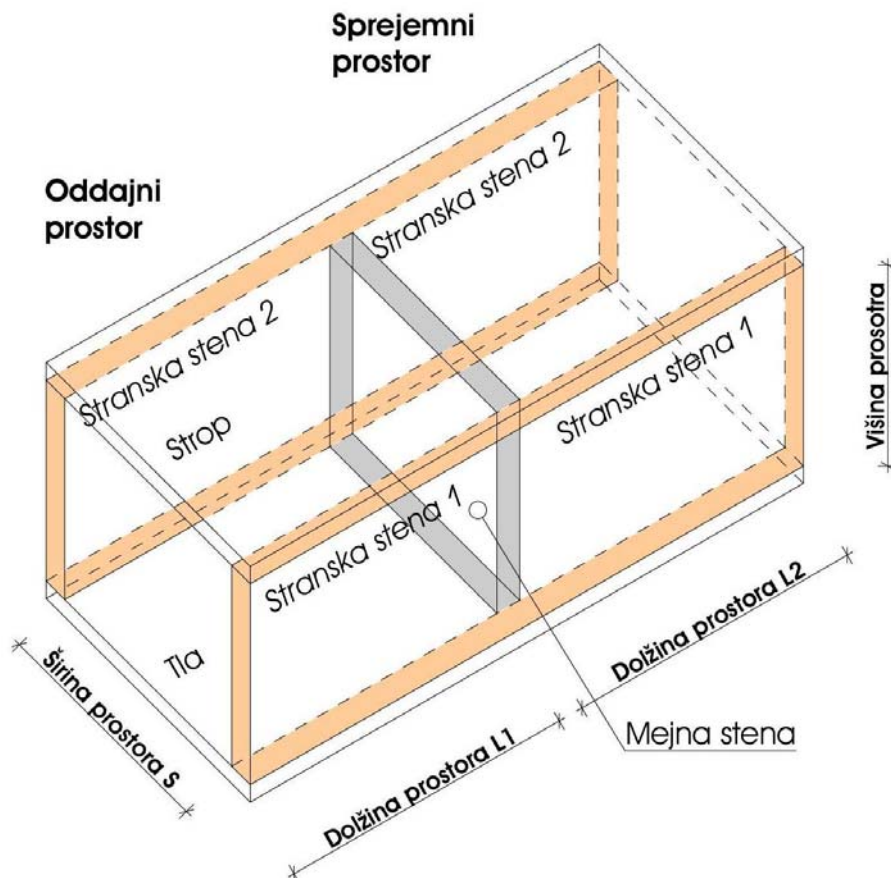 Sprejemni
prostor
Oddajni
prostor
Stranska stena 2
Stranska stena 2
Strop
Stranska stena 1
Stranska stena 1
Tla
Višina prosotra
Širina prostora S
Dolžina prostora L1
Dolžina prostora L2
Mejna stena